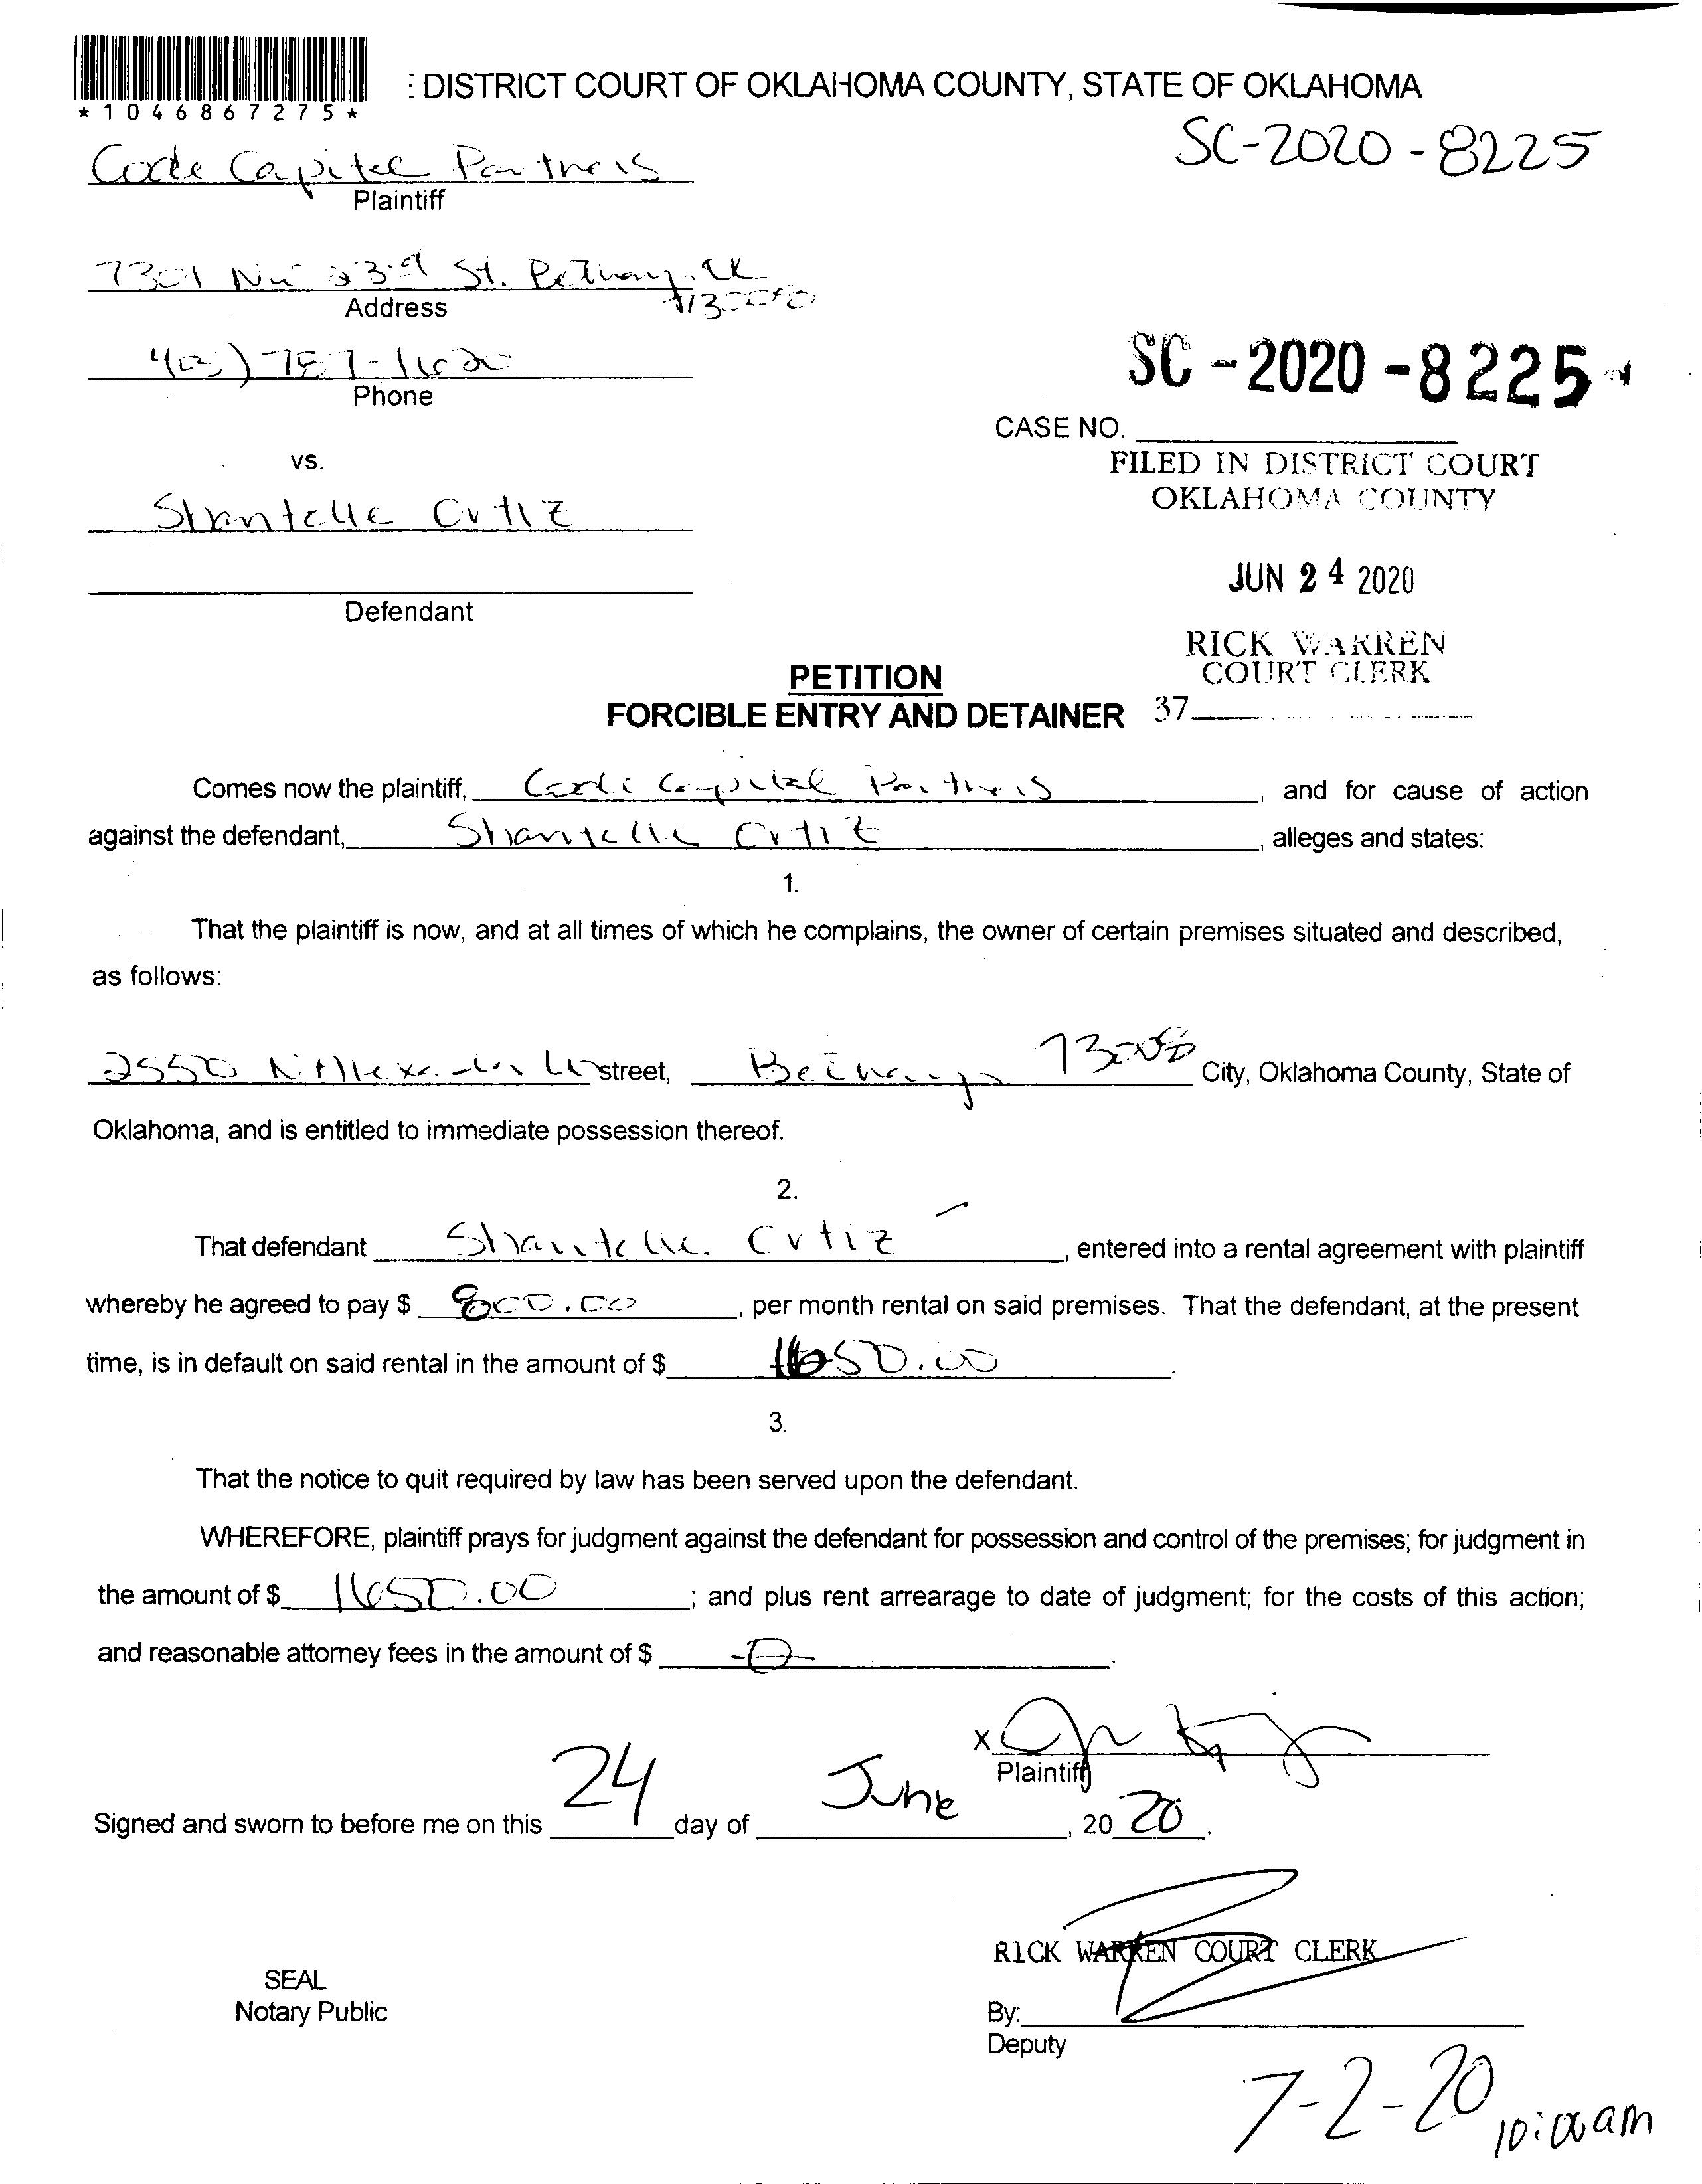 *1046867275*
: DISTRICT COURT OF OKLAHOMA COUNTY, STATE OF OKLAHOMA
SC-2020-8225
Code Capital Partners
Plaintiff
7301 NW 23rd St. Bethany, OK
73008
Address
SC-2020-8225
787-1620
Phone
CASE NO.
vs.
FILED IN DISTRICT COURT
OKLAHOMA COUNTY
Shantelle Ortiz
JUN 24 2020
Defendant
RICK WARREN
COURT CLERK
PETITION
FORCIBLE ENTRY AND DETAINER 37
Comes now the plaintiff, Code Capital Partners, and for cause of action
against the defendant, Shantelle Ortiz, alleges and states:
1.
That the plaintiff is now, and at all times of which he complains, the owner of certain premises situated and described,
as follows:
2550 N Alexander Ln street, Bethany 73008 City, Oklahoma County, State of
Oklahoma, and is entitled to immediate possession thereof.
2.
That defendant Shantelle Ortiz, entered into a rental agreement with plaintiff
whereby he agreed to pay $ 800.00, per month rental on said premises. That the defendant, at the present
time, is in default on said rental in the amount of $ 1650.00.
3.
That the notice to quit required by law has been served upon the defendant.
WHEREFORE, plaintiff prays for judgment against the defendant for possession and control of the premises; for judgment in
the amount of $ 1650.00; and plus rent arrearage to date of judgment; for the costs of this action;
and reasonable attorney fees in the amount of $ -0-.
X
Plaintiff
Signed and sworn to before me on this 24 day of June, 2020.
RICK WARREN COURT CLERK
SEAL
Notary Public
By:
Deputy
7-2-20 10:00am